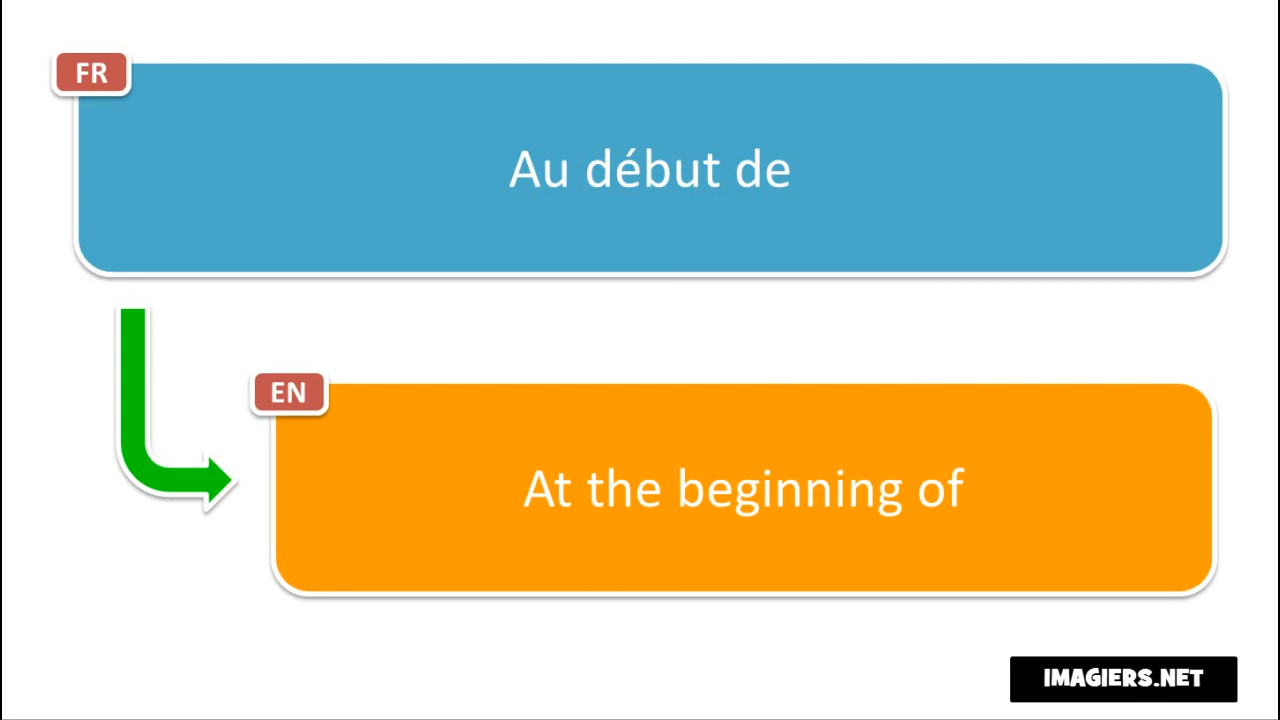 FR
Au début de
EN
At the beginning of
IMAGIERS.NET